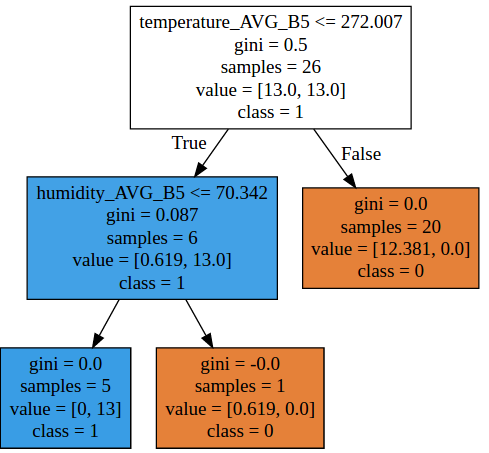 temperature_AVG_B5 <= 272.007
gini = 0.5
samples = 26
value = [13.0, 13.0]
class = 1
True
False
humidity_AVG_B5 <= 70.342
gini = 0.087
samples = 6
value = [0.619, 13.0]
class = 1
gini = 0.0
samples = 20
value = [12.381, 0.0]
class = 0
gini = 0.0
samples = 5
value = [0, 13]
class = 1
gini = -0.0
samples = 1
value = [0.619, 0.0]
class = 0